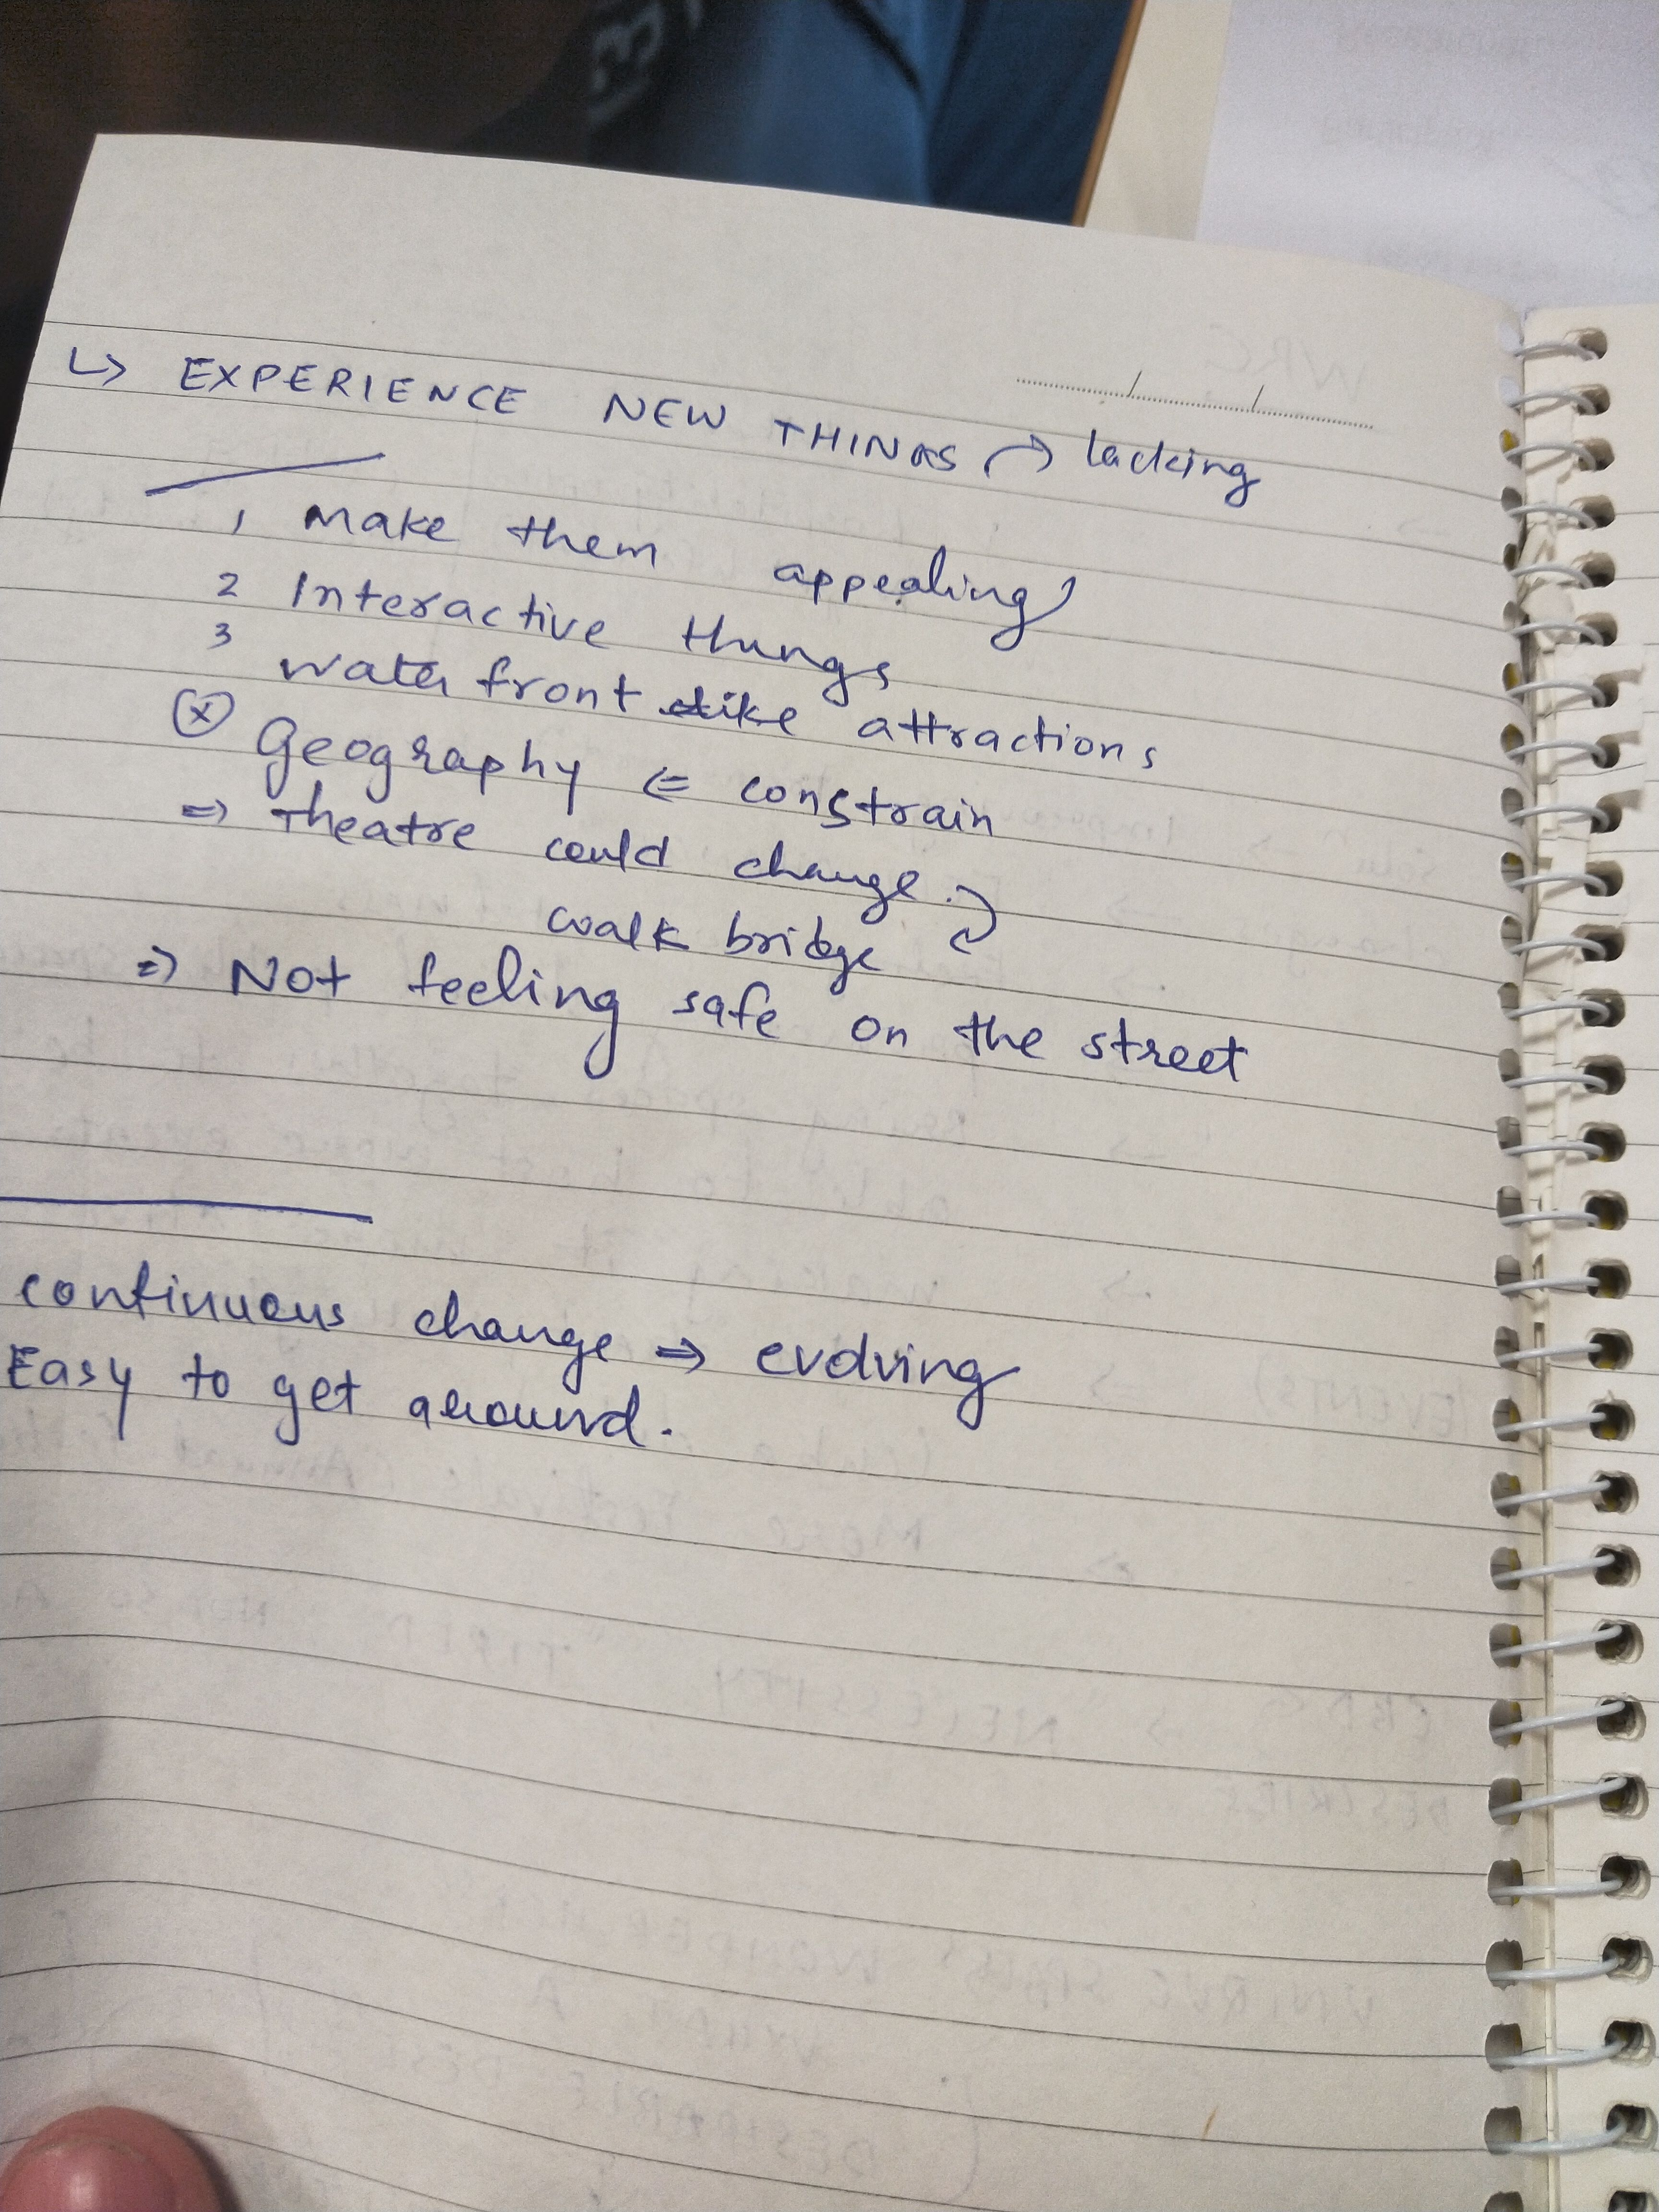 ↳ EXPERIENCE NEW THINGS → lacking
1 Make them appealing
2 Interactive things
3 water front like attractions
ⓧ Geography ⇐ constrain
⇒ Theatre could change.
walk bridge
⇒ Not feeling safe on the street
continuous change ⇒ evolving
Easy to get around.